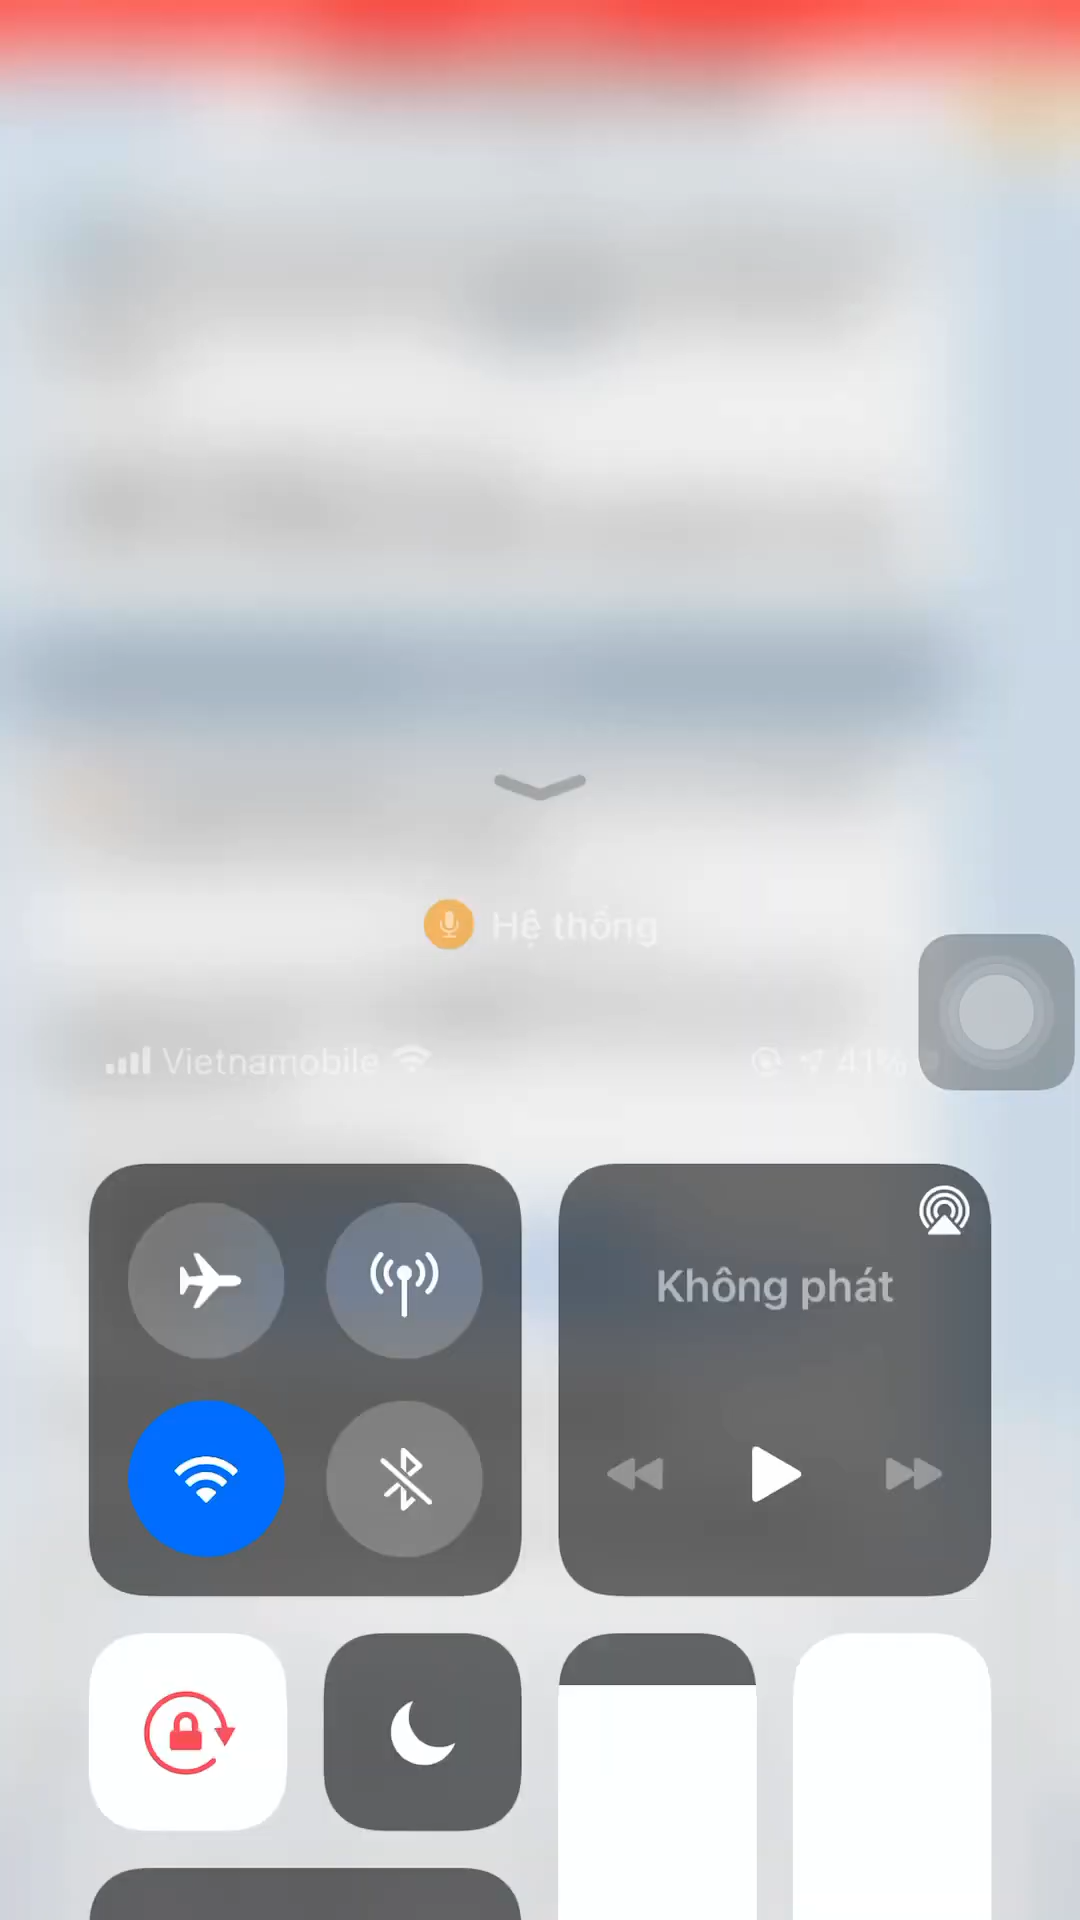 Hệ thống
Vietnamobile 41%
Không phát